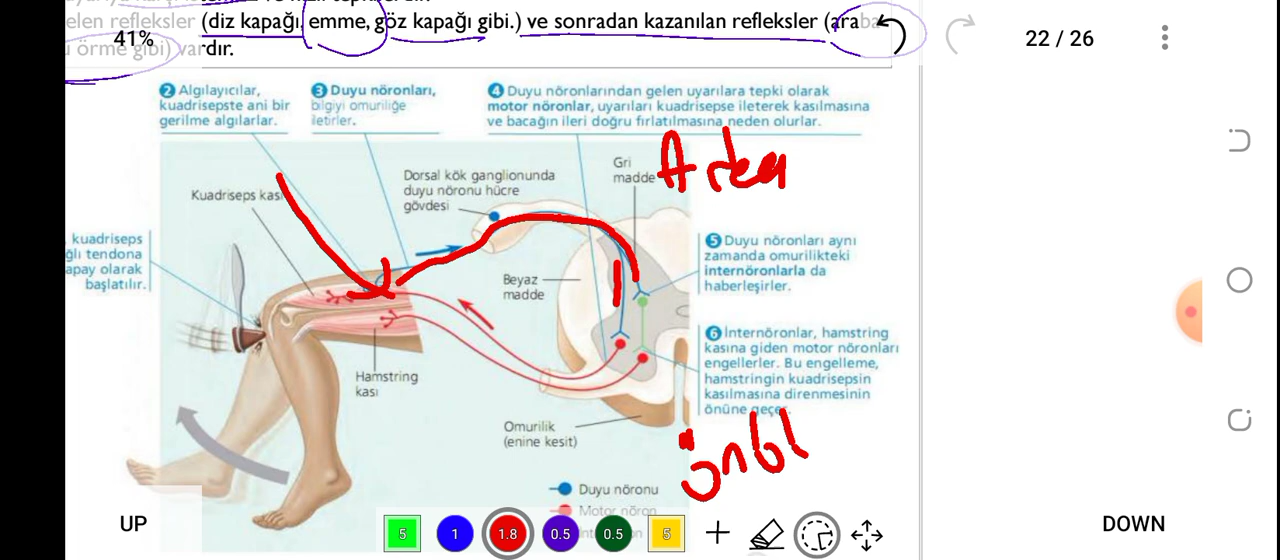 elen refleksler (diz kapağı, emme, göz kapağı gibi.) ve sonradan kazanılan refleksler (araba
ü örme gibi) vardır.
41%
22 / 26
2 Algılayıcılar,
kuadrisepste ani bir
gerilme algılarlar.
3 Duyu nöronları,
bilgiyi omuriliğe
iletirler.
4 Duyu nöronlarından gelen uyarılara tepki olarak
motor nöronlar, uyarıları kuadrisepse ileterek kasılmasına
ve bacağın ileri doğru fırlatılmasına neden olurlar.
Arka
Gri
madde
Dorsal kök ganglionunda
duyu nöronu hücre
gövdesi
Kuadriseps kası
kuadriseps
ğlı tendona
apay olarak
başlatılır.
Beyaz
madde
5 Duyu nöronları aynı
zamanda omurilikteki
internöronlarla da
haberleşirler.
6 İnternöronlar, hamstring
kasına giden motor nöronları
engellerler. Bu engelleme,
hamstringin kuadrisepsin
kasılmasına direnmesinin
önüne geçer.
Hamstring
kası
Omurilik
(enine kesit)
Duyu nöronu
Motor nöron
UP
5
1
1.8
0.5
0.5
5
DOWN